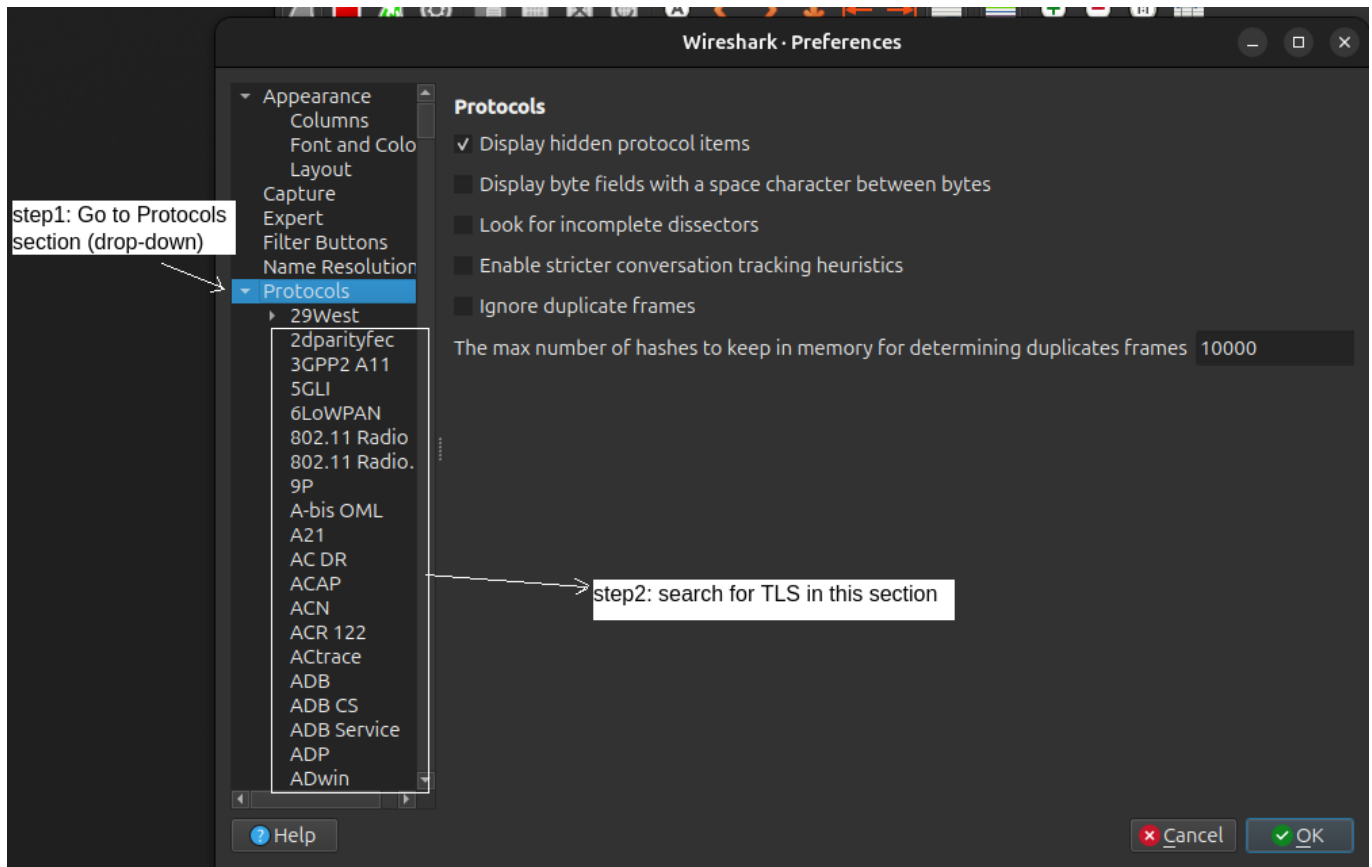 Wireshark · Preferences
Appearance
Columns
Font and Colo
Layout
Capture
Expert
Filter Buttons
Name Resolution
Protocols
29West
2dparityfec
3GPP2 A11
5GLI
6LoWPAN
802.11 Radio
802.11 Radio.
9P
A-bis OML
A21
AC DR
ACAP
ACN
ACR 122
ACtrace
ADB
ADB CS
ADB Service
ADP
ADwin
Protocols
Display hidden protocol items
Display byte fields with a space character between bytes
Look for incomplete dissectors
Enable stricter conversation tracking heuristics
Ignore duplicate frames
The max number of hashes to keep in memory for determining duplicates frames 10000
step1: Go to Protocols
section (drop-down)
step2: search for TLS in this section
Help
Cancel
OK